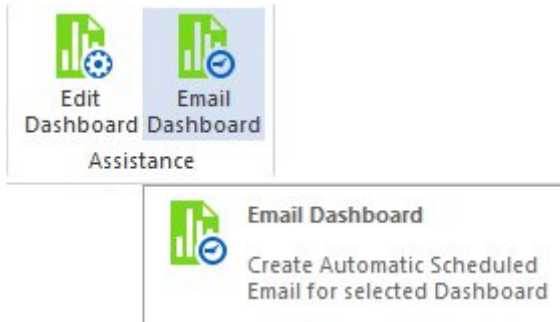 Edit Dashboard
Email Dashboard
Assistance
Email Dashboard
Create Automatic Scheduled
Email for selected Dashboard